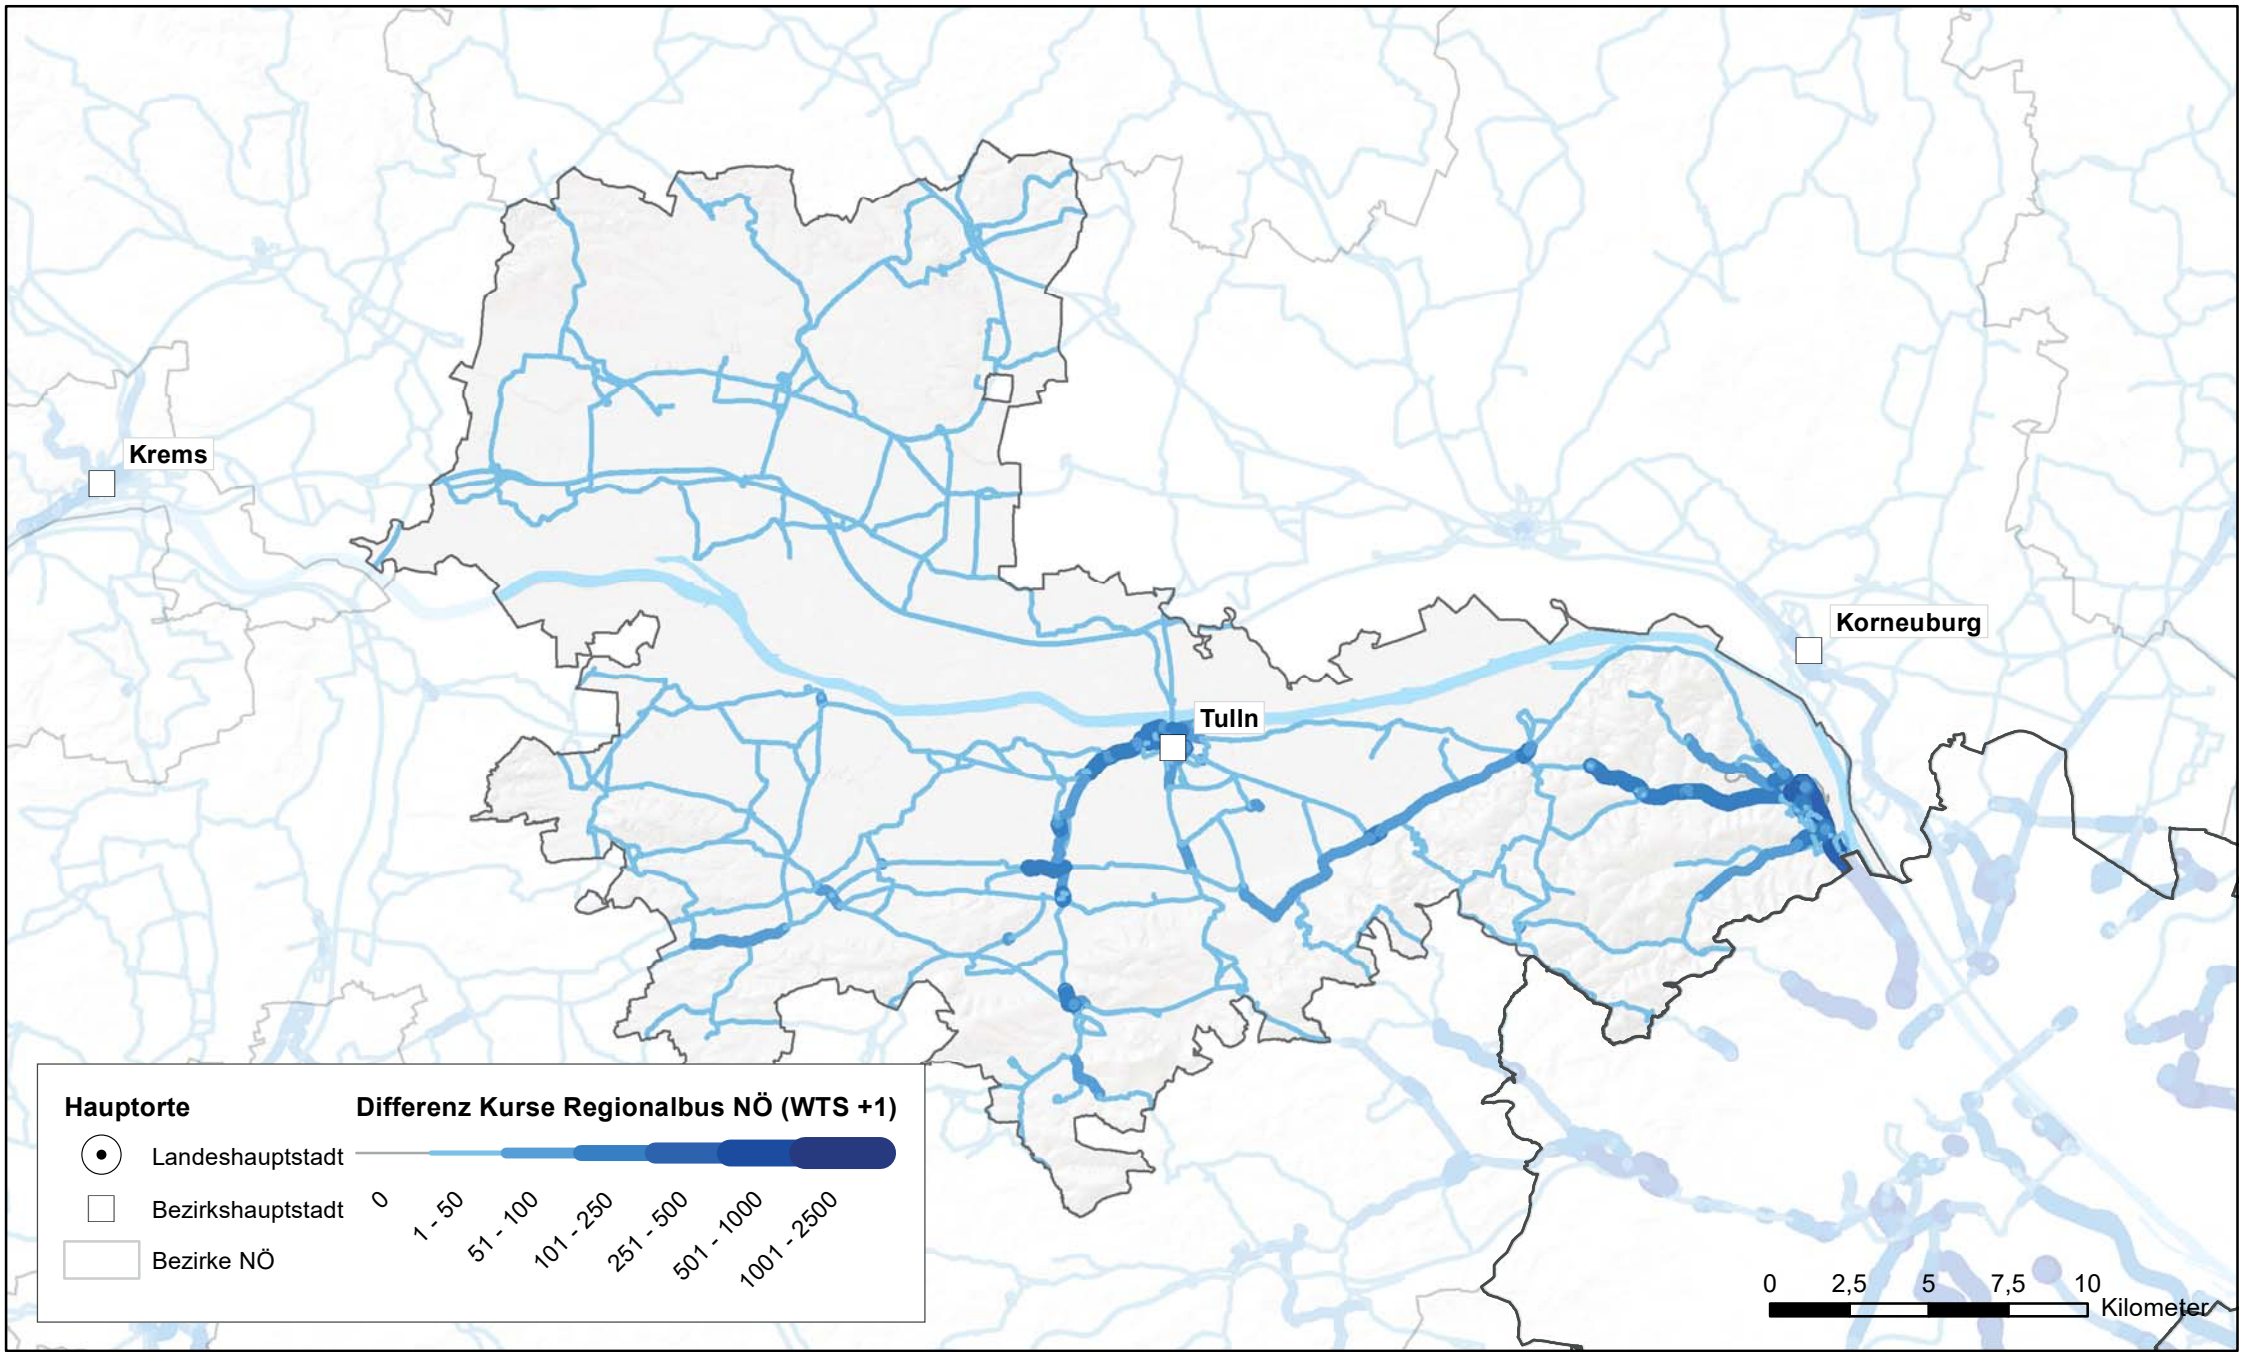 Krems
Korneuburg
Tulln
Hauptorte
Landeshauptstadt
Bezirkshauptstadt
Bezirke NÖ
Differenz Kurse Regionalbus NÖ (WTS +1)
0
1 - 50
51 - 100
101 - 250
251 - 500
501 - 1000
1001 - 2500
0 2,5 5 7,5 10
Kilometer